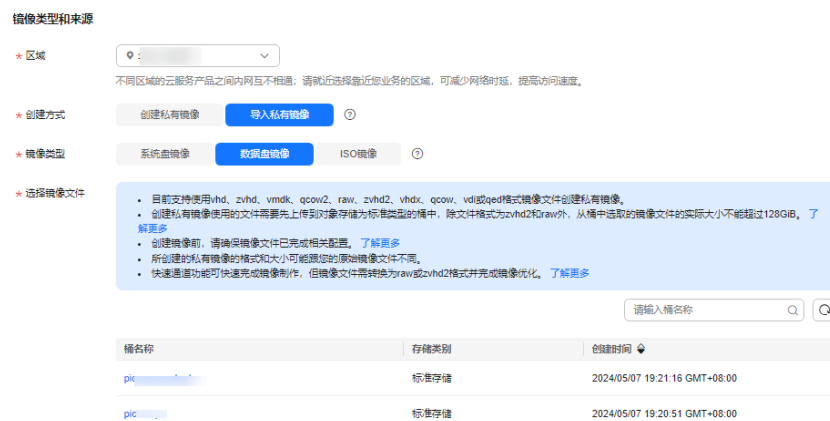 镜像类型和来源
* 区域
不同区域的云服务产品之间内网互不相通；请就近选择靠近您业务的区域，可减少网络时延，提高访问速度。
* 创建方式 创建私有镜像 导入私有镜像
* 镜像类型 系统盘镜像 数据盘镜像 ISO镜像
* 选择镜像文件
• 目前支持使用vhd、zvhd、vmdk、qcow2、raw、zvhd2、vhdx、qcow、vdi或qed格式镜像文件创建私有镜像。
• 创建私有镜像使用的文件需要先上传到对象存储为标准类型的桶中，除文件格式为zvhd2和raw外，从桶中选取的镜像文件的实际大小不能超过128GiB。 了
解更多
• 创建镜像前，请确保镜像文件已完成相关配置。 了解更多
• 所创建的私有镜像的格式和大小可能跟您的原始镜像文件不同。
• 快速通道功能可快速完成镜像制作，但镜像文件需转换为raw或zvhd2格式并完成镜像优化。 了解更多
请输入桶名称
桶名称 存储类别 创建时间
标准存储 2024/05/07 19:21:16 GMT+08:00
标准存储 2024/05/07 19:20:51 GMT+08:00